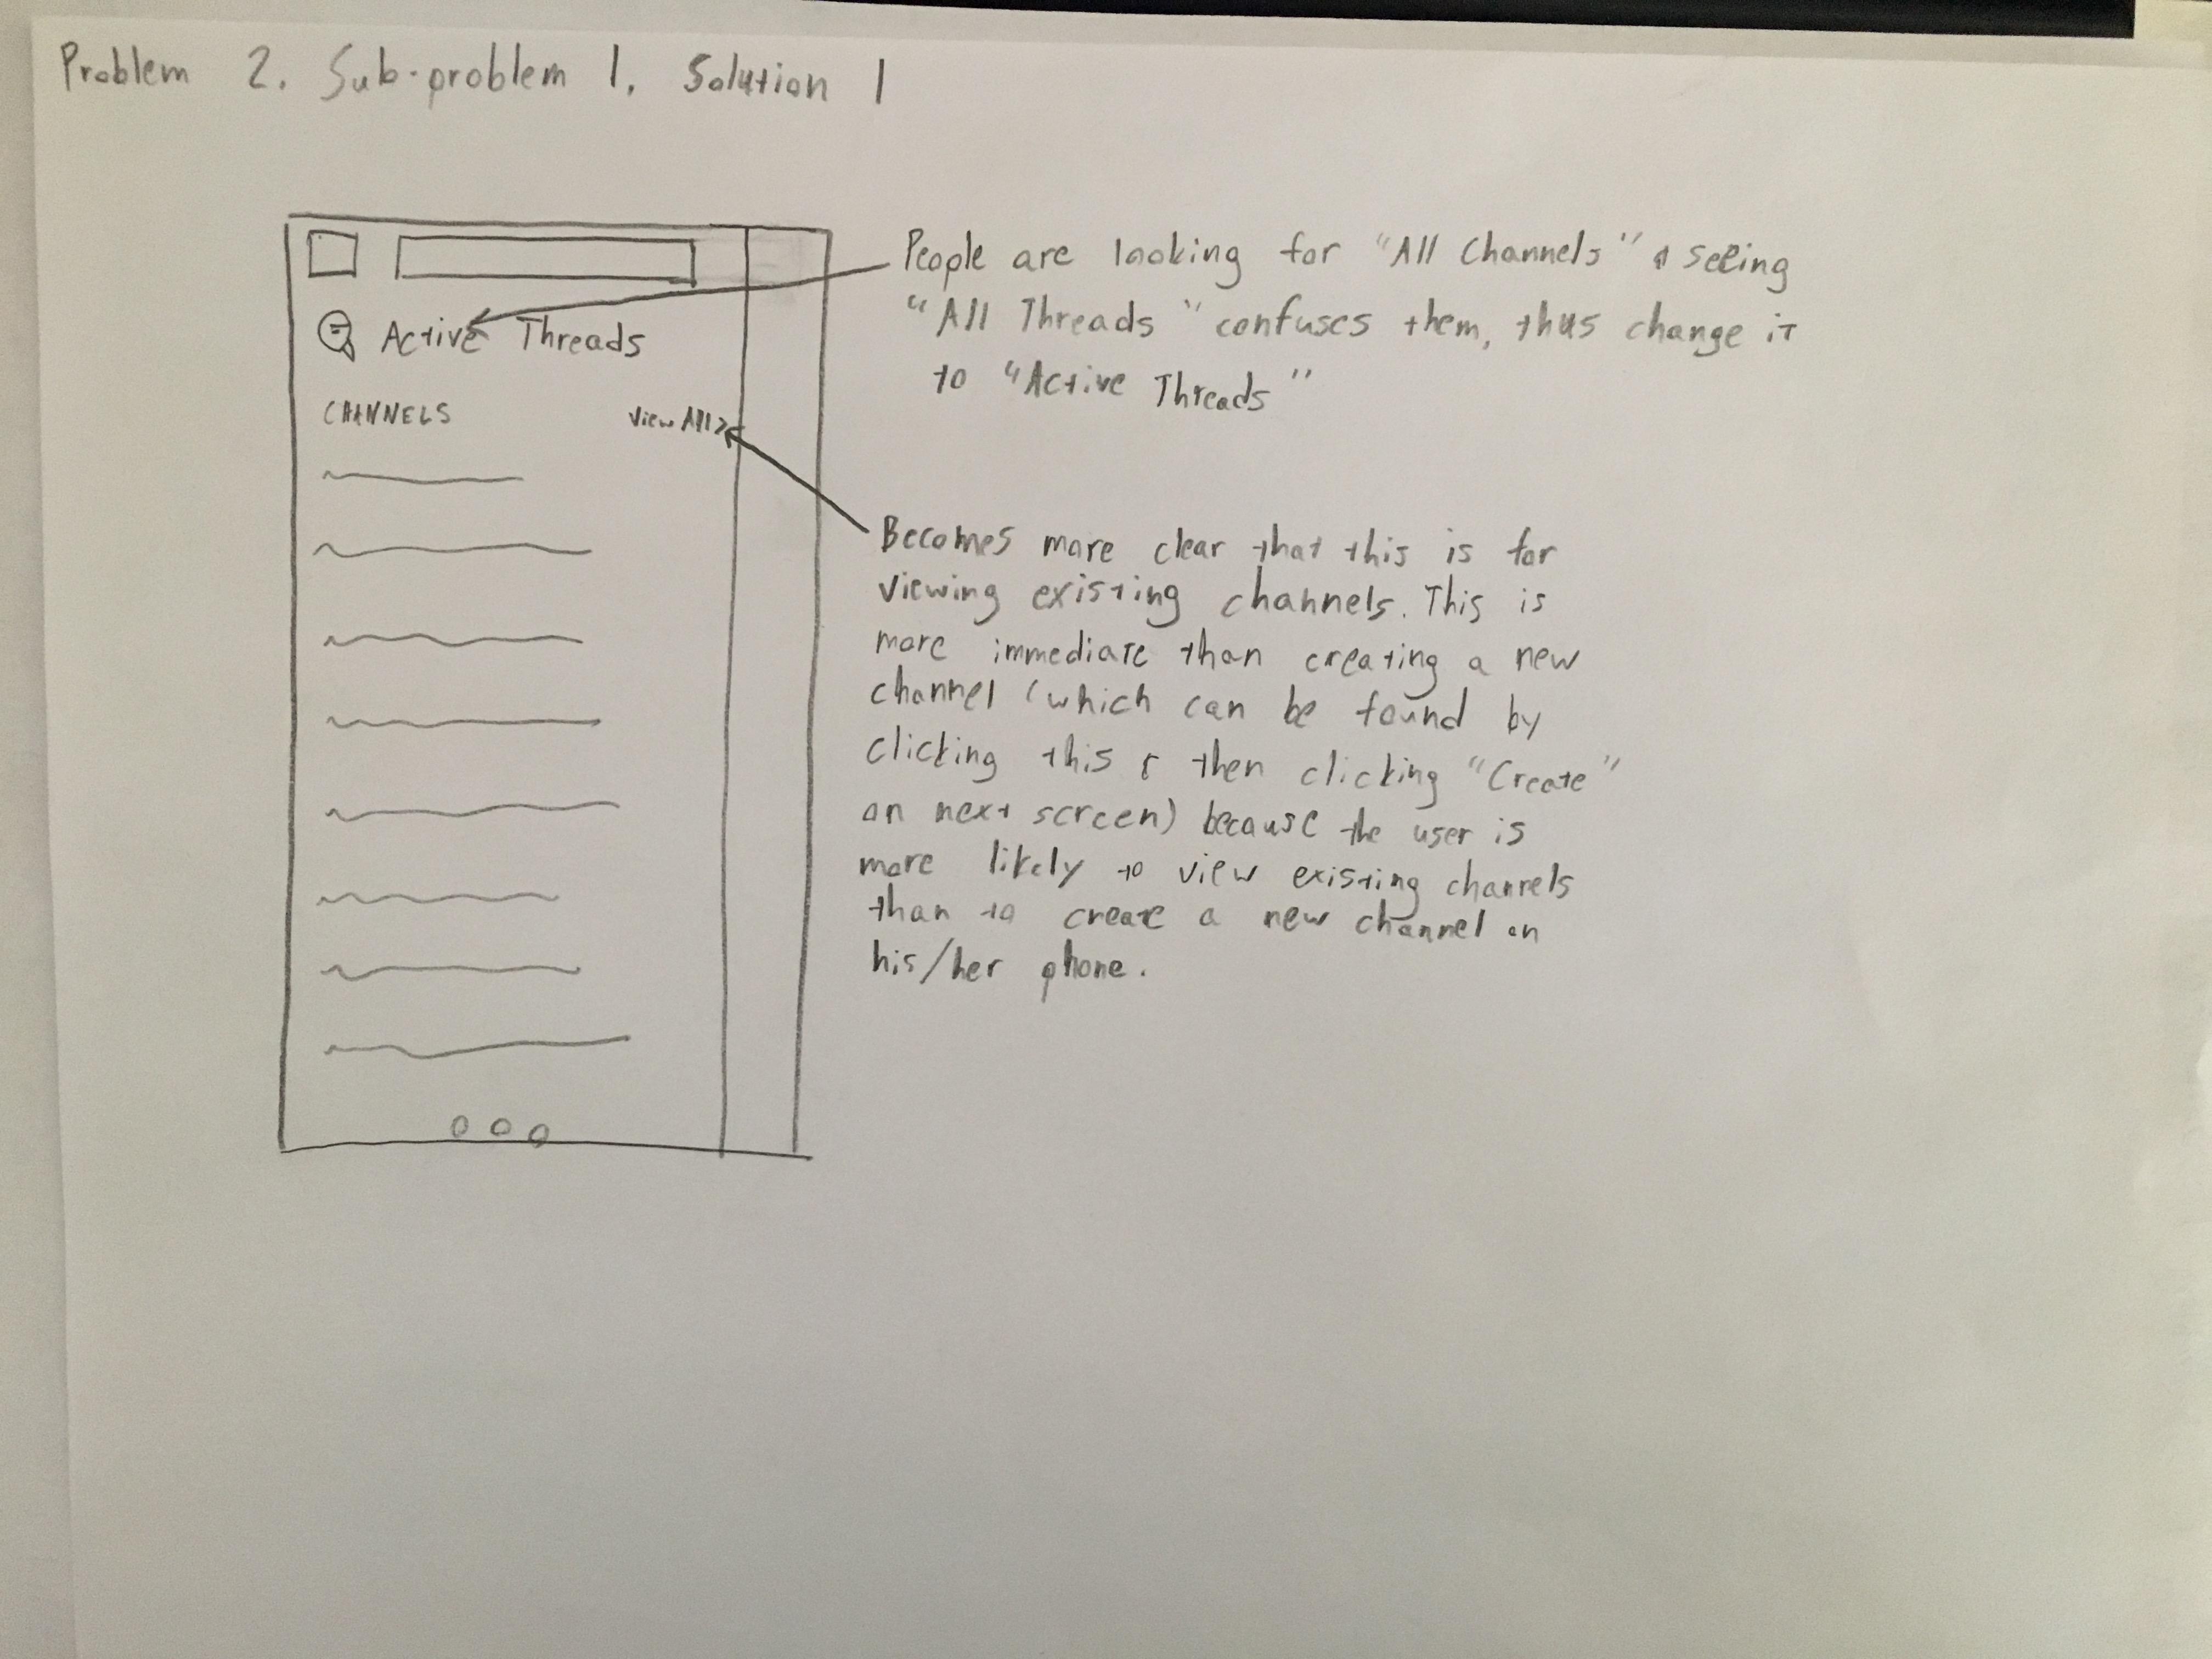 Problem 2. Sub-problem 1. Solution 1
People are looking for "All Channels" & seeing
"All Threads" confuses them, thus change it
to "Active Threads"
Active Threads
CHANNELS View All >
Becomes more clear that this is for
viewing existing channels. This is
more immediate than creating a new
channel (which can be found by
clicking this & then clicking "Create"
on next screen) because the user is
more likely to view existing channels
than to create a new channel on
his/her phone.